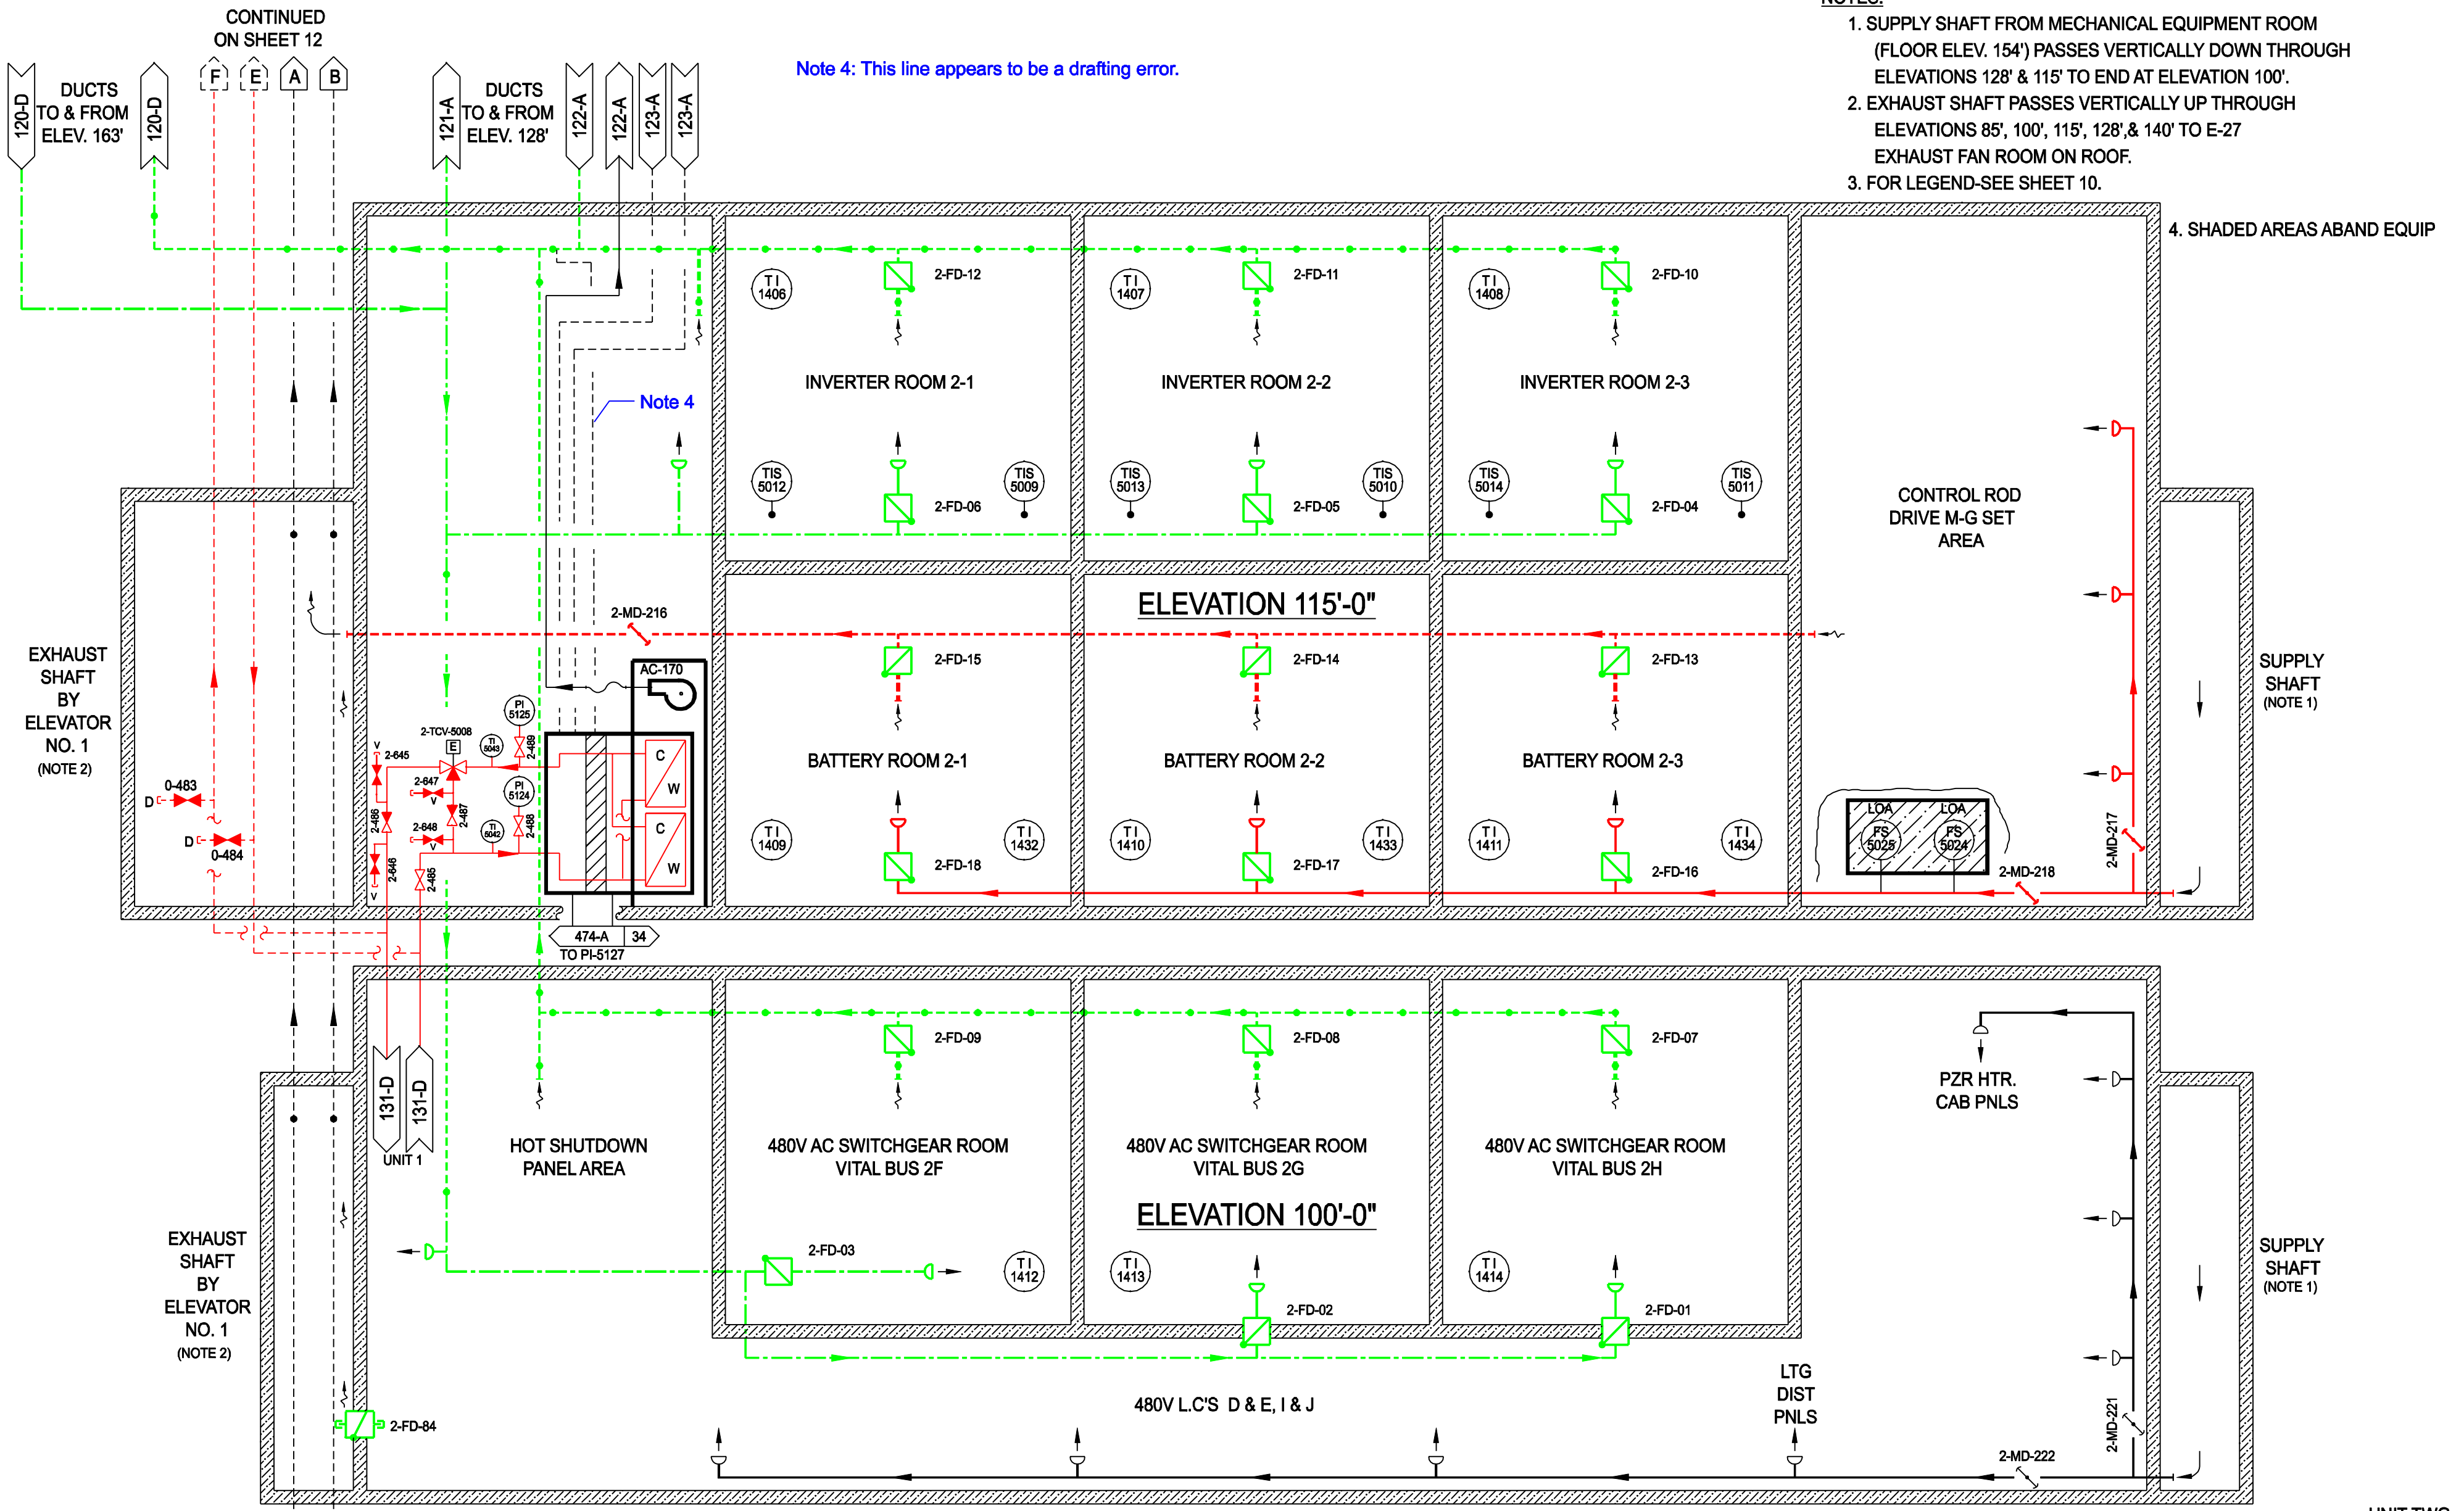 CONTINUED
ON SHEET 12
F
E
A
B
120-D
DUCTS
TO & FROM
ELEV. 163'
120-D
121-A
DUCTS
TO & FROM
ELEV. 128'
122-A
122-A
123-A
123-A
Note 4: This line appears to be a drafting error.
NOTES:
1. SUPPLY SHAFT FROM MECHANICAL EQUIPMENT ROOM
(FLOOR ELEV. 154') PASSES VERTICALLY DOWN THROUGH
ELEVATIONS 128' & 115' TO END AT ELEVATION 100'.
2. EXHAUST SHAFT PASSES VERTICALLY UP THROUGH
ELEVATIONS 85', 100', 115', 128',& 140' TO E-27
EXHAUST FAN ROOM ON ROOF.
3. FOR LEGEND-SEE SHEET 10.
4. SHADED AREAS ABAND EQUIP
TI
1406
2-FD-12
TI
1407
2-FD-11
TI
1408
2-FD-10
INVERTER ROOM 2-1
INVERTER ROOM 2-2
INVERTER ROOM 2-3
Note 4
TIS
5012
2-FD-06
TIS
5009
TIS
5013
2-FD-05
TIS
5010
TIS
5014
2-FD-04
TIS
5011
CONTROL ROD
DRIVE M-G SET
AREA
ELEVATION 115'-0"
2-MD-216
EXHAUST
SHAFT
BY
ELEVATOR
NO. 1
(NOTE 2)
AC-170
2-FD-15
2-FD-14
2-FD-13
SUPPLY
SHAFT
(NOTE 1)
PI
5125
2-TCV-5008
E
TI
5043
2-489
V
2-645
2-647
V
PI
5124
2-486
2-487
2-648
V
TI
5042
2-488
2-646
V
2-485
C
W
C
W
D
0-483
D
0-484
BATTERY ROOM 2-1
BATTERY ROOM 2-2
BATTERY ROOM 2-3
TI
1409
2-FD-18
TI
1432
TI
1410
2-FD-17
TI
1433
TI
1411
2-FD-16
TI
1434
LOA
LOA
FS
5025
FS
5024
2-MD-218
2-MD-217
474-A
34
TO PI-5127
2-FD-09
2-FD-08
2-FD-07
131-D
131-D
UNIT 1
PZR HTR.
CAB PNLS
HOT SHUTDOWN
PANEL AREA
480V AC SWITCHGEAR ROOM
VITAL BUS 2F
480V AC SWITCHGEAR ROOM
VITAL BUS 2G
480V AC SWITCHGEAR ROOM
VITAL BUS 2H
ELEVATION 100'-0"
EXHAUST
SHAFT
BY
ELEVATOR
NO. 1
(NOTE 2)
2-FD-03
TI
1412
TI
1413
TI
1414
2-FD-02
2-FD-01
SUPPLY
SHAFT
(NOTE 1)
480V L.C'S D & E, I & J
LTG
DIST
PNLS
2-FD-84
2-MD-221
2-MD-222
UNIT TWO